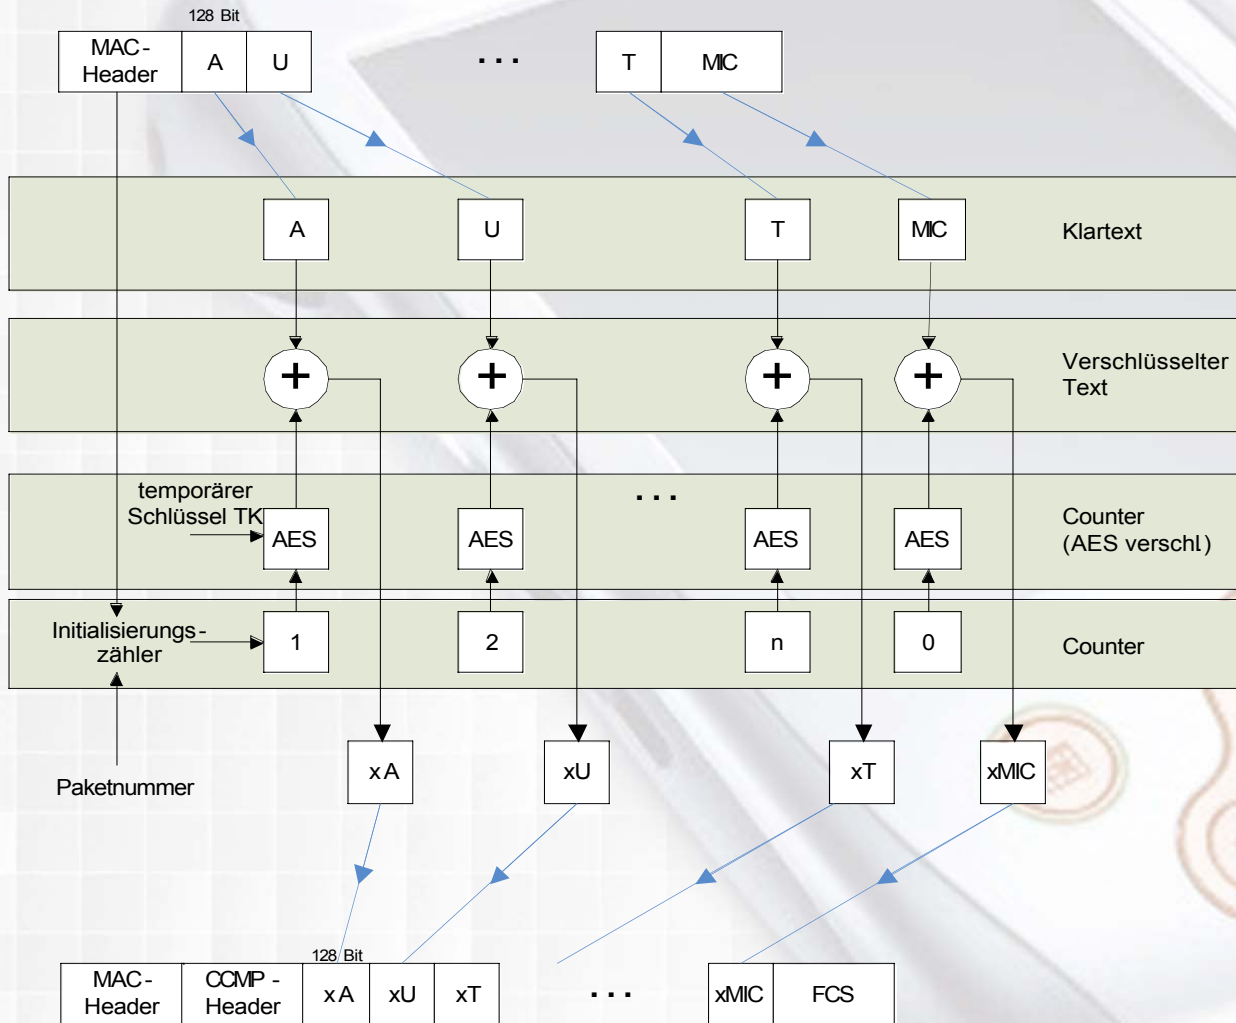 128 Bit
MAC-
Header
A
U
...
T
MIC
A
U
T
MIC
Klartext
+
+
+
+
Verschlüsselter
Text
temporärer
Schlüssel TK
...
AES
AES
AES
AES
Counter
(AES verschl.)
Initialisierungs-
zähler
1
2
n
0
Counter
Paketnummer
xA
xU
xT
xMIC
128 Bit
MAC-
Header
CCMP-
Header
xA
xU
xT
...
xMIC
FCS